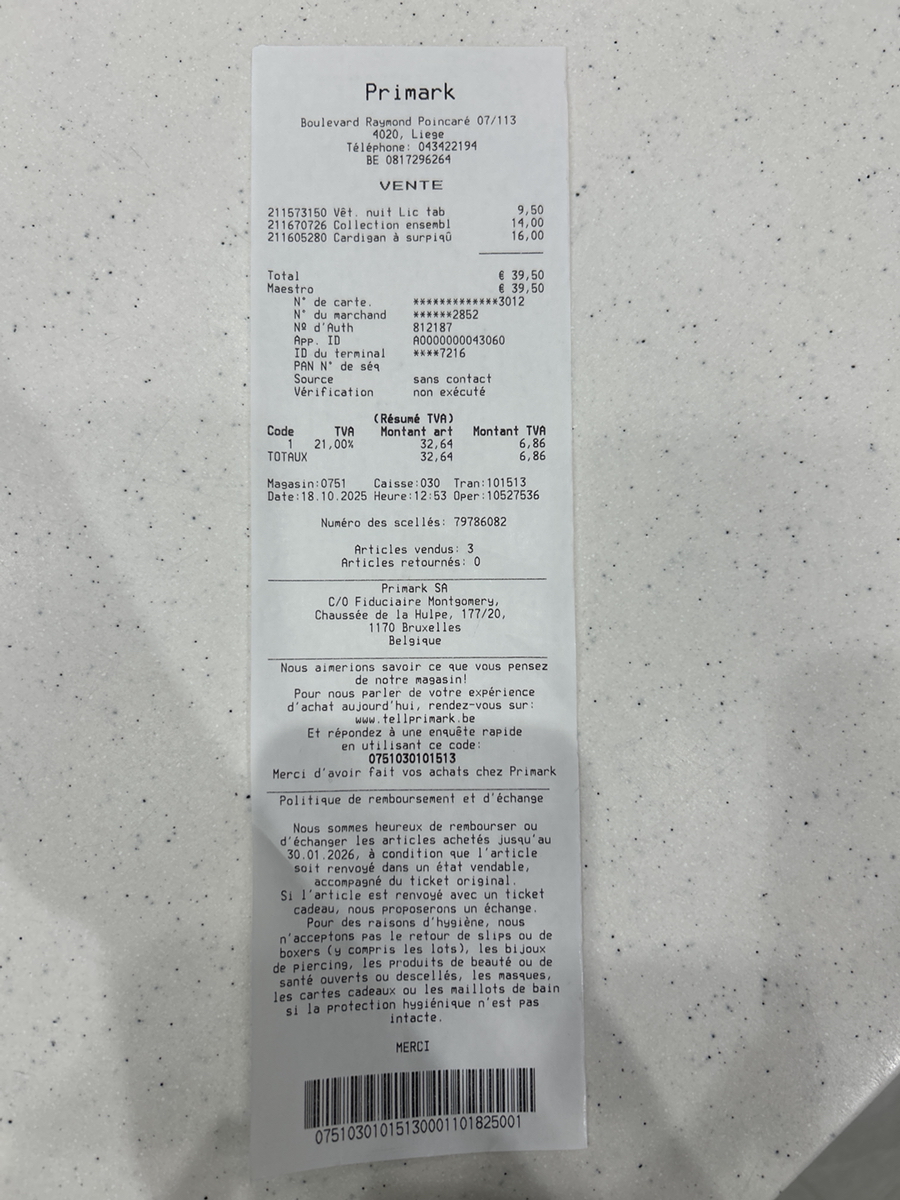 Primark
Boulevard Raymond Poincaré 07/113
4020, Liege
Téléphone: 043422194
BE 0817296264
VENTE
211573150 Vêt. nuit Lic tab 9,50
211670726 Collection ensembl 14,00
211605280 Cardigan à surpiqû 16,00
Total € 39,50
Maestro € 39,50
N° de carte. *************3012
N° du marchand ******2852
Nº d'Auth 812187
App. ID A0000000043060
ID du terminal ****7216
PAN N° de séq
Source sans contact
Vérification non exécuté
(Résumé TVA)
Code TVA Montant art Montant TVA
1 21,00% 32,64 6,86
TOTAUX 32,64 6,86
Magasin:0751 Caisse:030 Tran:101513
Date:18.10.2025 Heure:12:53 Oper:10527536
Numéro des scellés: 79786082
Articles vendus: 3
Articles retournés: 0
Primark SA
C/O Fiduciaire Montgomery,
Chaussée de la Hulpe, 177/20,
1170 Bruxelles
Belgique
Nous aimerions savoir ce que vous pensez
de notre magasin!
Pour nous parler de votre expérience
d'achat aujourd'hui, rendez-vous sur:
www.tellprimark.be
Et répondez à une enquête rapide
en utilisant ce code:
0751030101513
Merci d'avoir fait vos achats chez Primark
Politique de remboursement et d'échange
Nous sommes heureux de rembourser ou
d'échanger les articles achetés jusqu'au
30.01.2026, à condition que l'article
soit renvoyé dans un état vendable,
accompagné du ticket original.
Si l'article est renvoyé avec un ticket
cadeau, nous proposerons un échange.
Pour des raisons d'hygiène, nous
n'acceptons pas le retour de slips ou de
boxers (y compris les lots), les bijoux
de piercing, les produits de beauté ou de
santé ouverts ou descellés, les masques,
les cartes cadeaux ou les maillots de bain
si la protection hygiénique n'est pas
intacte.
MERCI
07510301015130001101825001